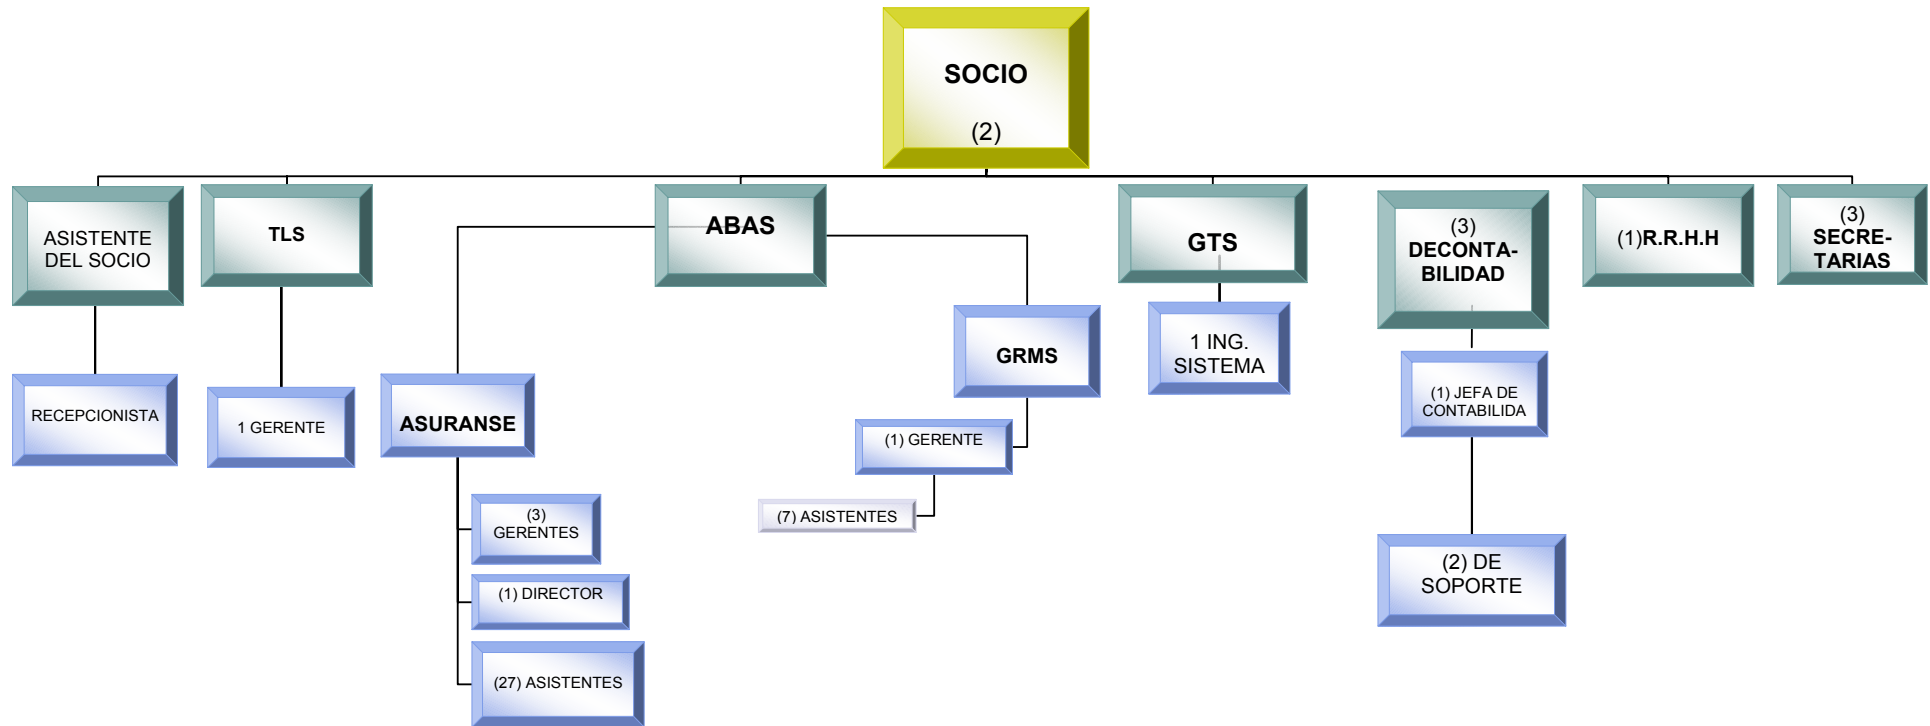 SOCIO
(2)
ASISTENTE
DEL SOCIO
TLS
ABAS
GTS
(3)
DECONTA-
BILIDAD
(1)R.R.H.H
(3)
SECRE-
TARIAS
RECEPCIONISTA
1 GERENTE
ASURANSE
GRMS
1 ING.
SISTEMA
(1) JEFA DE
CONTABILIDA
(1) GERENTE
(7) ASISTENTES
(3)
GERENTES
(1) DIRECTOR
(27) ASISTENTES
(2) DE
SOPORTE